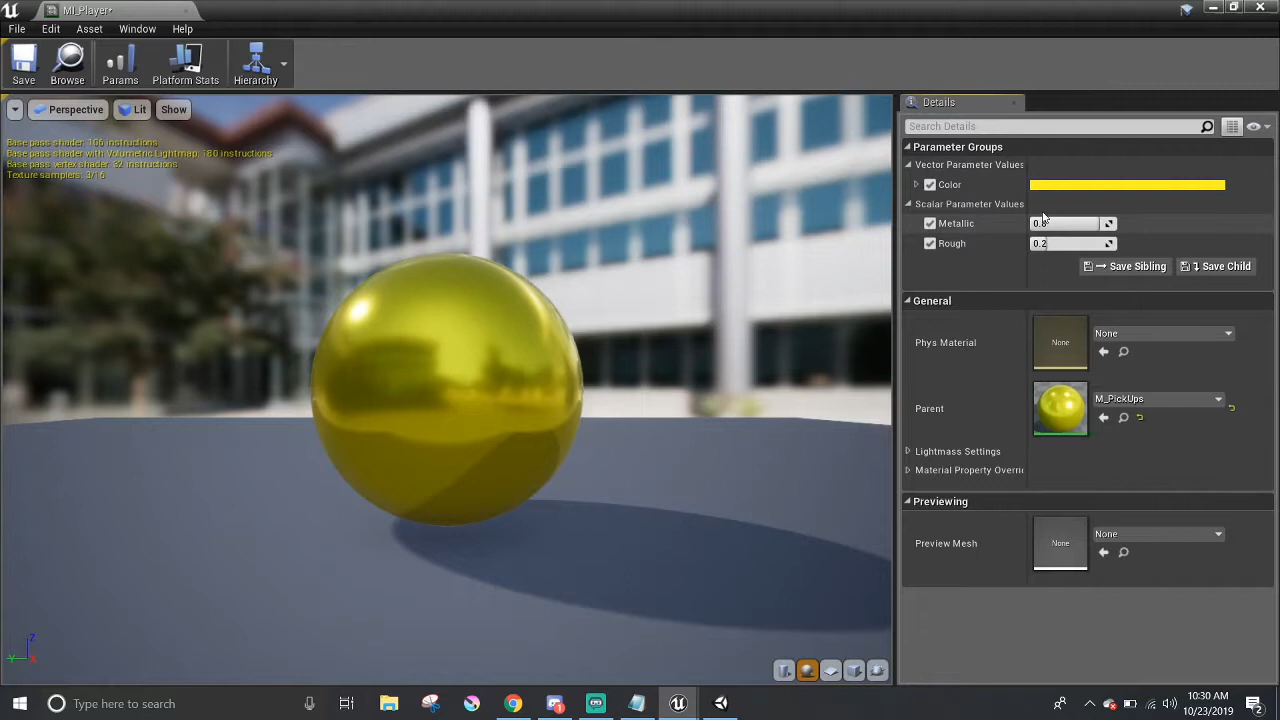 MI_Player*
File Edit Asset Window Help
Save Browse Params Platform Stats Hierarchy
Perspective Lit Show
Base pass shader: 106 instructions
Base pass shader with Volumetric Lightmap: 180 instructions
Base pass vertex shader: 32 instructions
Texture samplers: 3/16
Z
Y X
Details
Search Details
Parameter Groups
Vector Parameter Values
Color
Scalar Parameter Values
Metallic
Rough 0.2
Save Sibling Save Child
General
Phys Material None None
Parent M_PickUps
Lightmass Settings
Material Property Overri
Previewing
Preview Mesh None None
Type here to search
10:30 AM
10/23/2019
2